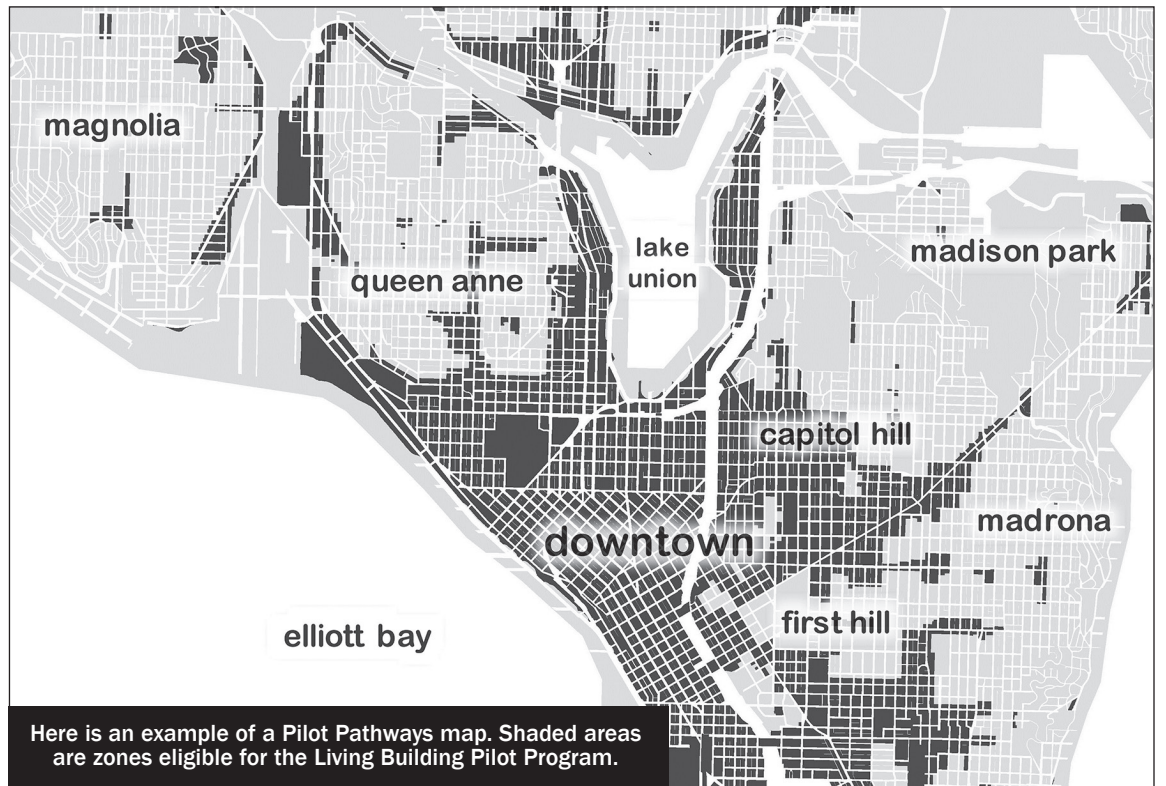 magnolia
queen anne
lake
union
madison park
capitol hill
madrona
downtown
first hill
elliott bay
Here is an example of a Pilot Pathways map. Shaded areas
are zones eligible for the Living Building Pilot Program.